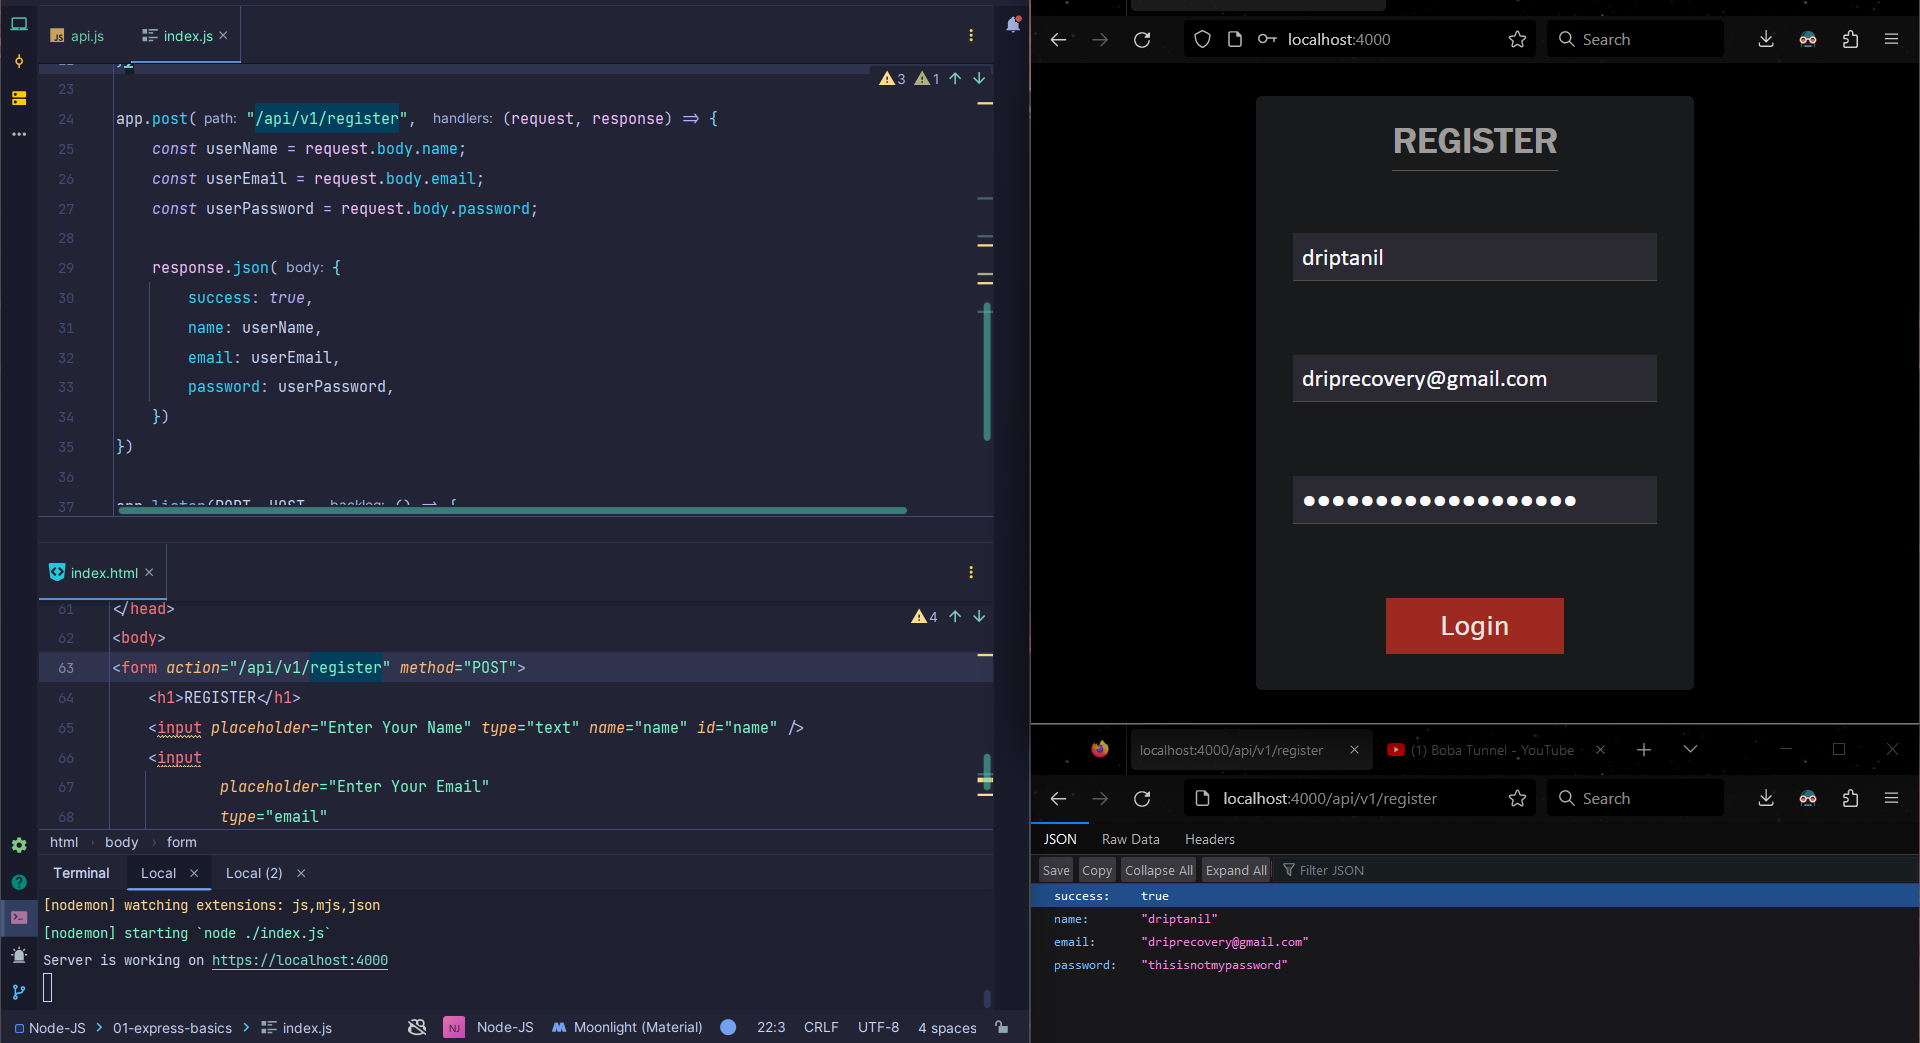 api.js
index.js
3
1
23
24 app.post( path: "/api/v1/register", handlers: (request, response) => {
25 const userName = request.body.name;
26 const userEmail = request.body.email;
27 const userPassword = request.body.password;
28
29 response.json( body: {
30 success: true,
31 name: userName,
32 email: userEmail,
33 password: userPassword,
34 })
35 })
36
37 app.listen(PORT, HOST, backlog: () => {
index.html
4
61 </head>
62 <body>
63 <form action="/api/v1/register" method="POST">
64 <h1>REGISTER</h1>
65 <input placeholder="Enter Your Name" type="text" name="name" id="name" />
66 <input
67 placeholder="Enter Your Email"
68 type="email"
html > body > form
Terminal Local Local (2)
[nodemon] watching extensions: js,mjs,json
[nodemon] starting `node ./index.js`
Server is working on https://localhost:4000
Node-JS > 01-express-basics > index.js
NJ Node-JS Moonlight (Material) 22:3 CRLF UTF-8 4 spaces
localhost:4000
Search
REGISTER
driptanil
driprecovery@gmail.com
Login
localhost:4000/api/v1/register
(1) Boba Tunnel - YouTube
localhost:4000/api/v1/register
Search
JSON Raw Data Headers
Save Copy Collapse All Expand All Filter JSON
success: true
name: "driptanil"
email: "driprecovery@gmail.com"
password: "thisisnotmypassword"